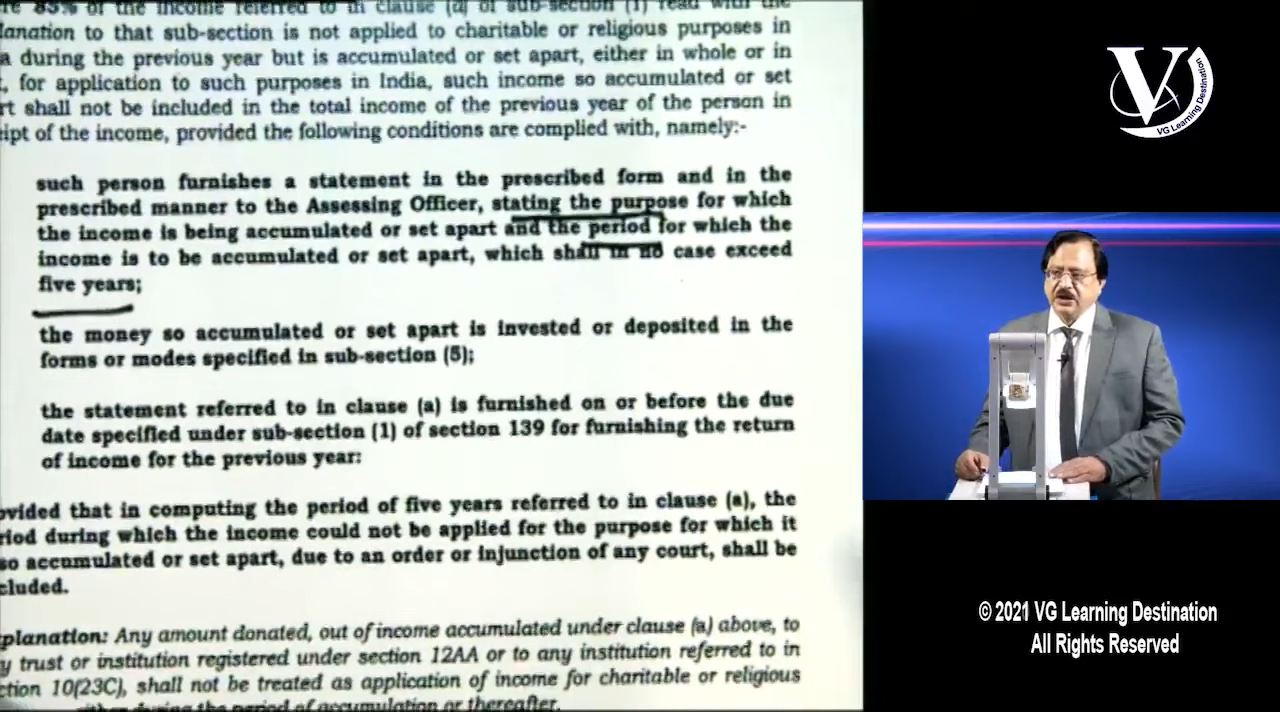 85% of the income referred to in clause (a) of sub-section (1) read with the
lanation to that sub-section is not applied to charitable or religious purposes in
a during the previous year but is accumulated or set apart, either in whole or in
, for application to such purposes in India, such income so accumulated or set
rt shall not be included in the total income of the previous year of the person in
ipt of the income, provided the following conditions are complied with, namely:-
such person furnishes a statement in the prescribed form and in the
prescribed manner to the Assessing Officer, stating the purpose for which
the income is being accumulated or set apart and the period for which the
income is to be accumulated or set apart, which shall in no case exceed
five years;
the money so accumulated or set apart is invested or deposited in the
forms or modes specified in sub-section (5);
the statement referred to in clause (a) is furnished on or before the due
date specified under sub-section (1) of section 139 for furnishing the return
of income for the previous year:
ovided that in computing the period of five years referred to in clause (a), the
riod during which the income could not be applied for the purpose for which it
so accumulated or set apart, due to an order or injunction of any court, shall be
cluded.
planation: Any amount donated, out of income accumulated under clause (a) above, to
y trust or institution registered under section 12AA or to any institution referred to in
ction 10(23C), shall not be treated as application of income for charitable or religious
either during the period of accumulation or thereafter.
V
VG Learning Destination
© 2021 VG Learning Destination
All Rights Reserved